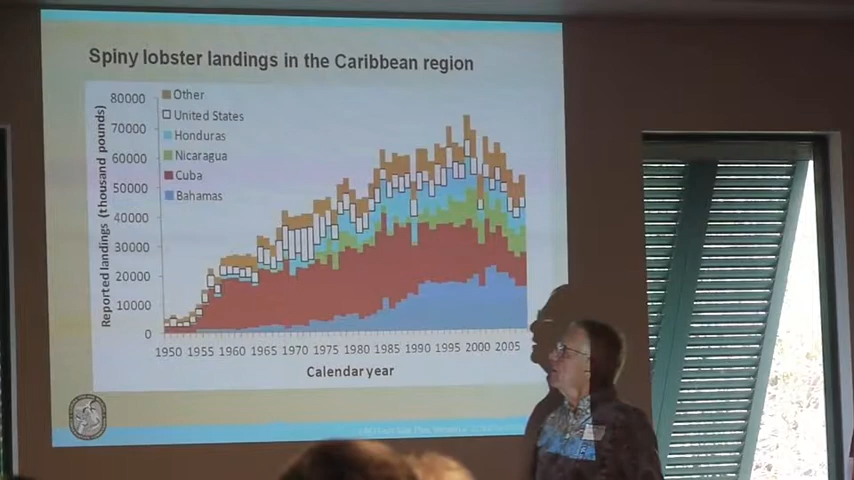 Spiny lobster landings in the Caribbean region
Reported landings (thousand pounds)
80000
70000
60000
50000
40000
30000
20000
10000
0
Other
United States
Honduras
Nicaragua
Cuba
Bahamas
1950 1955 1960 1965 1970 1975 1980 1985 1990 1995 2000 2005
Calendar year